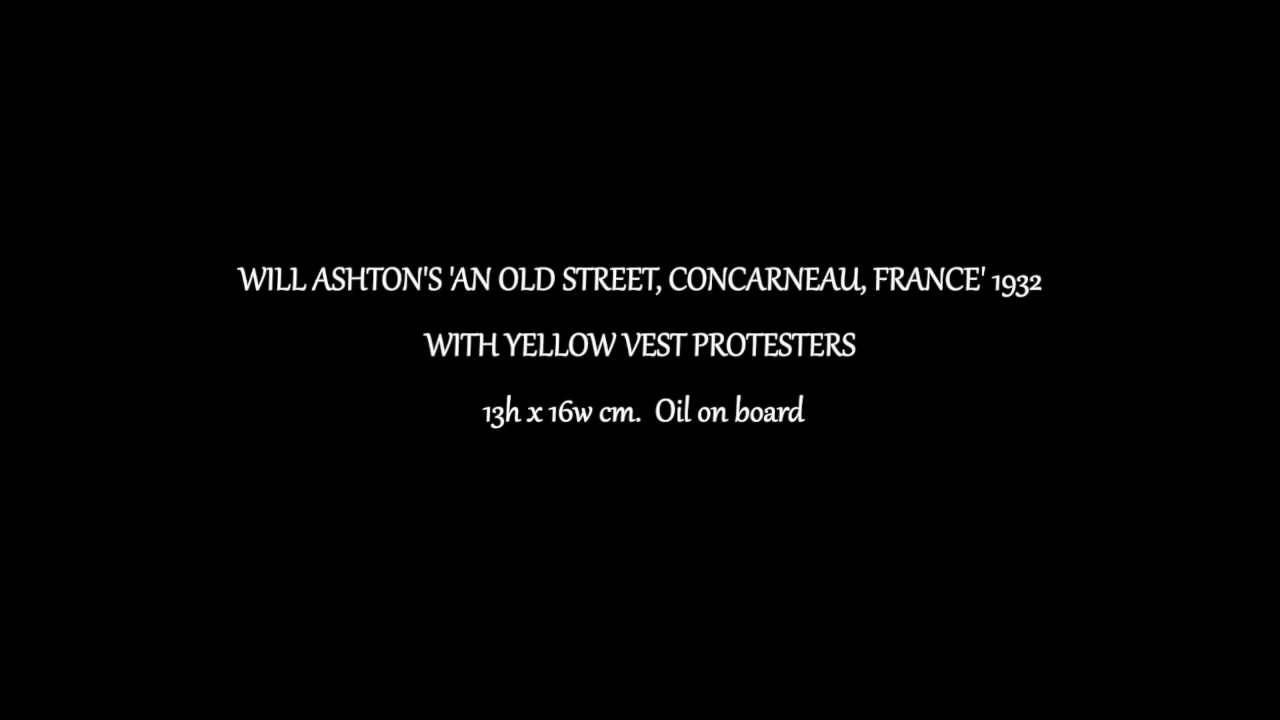 WILL ASHTON'S 'AN OLD STREET, CONCARNEAU, FRANCE' 1932
WITH YELLOW VEST PROTESTERS
13h x 16w cm.  Oil on board